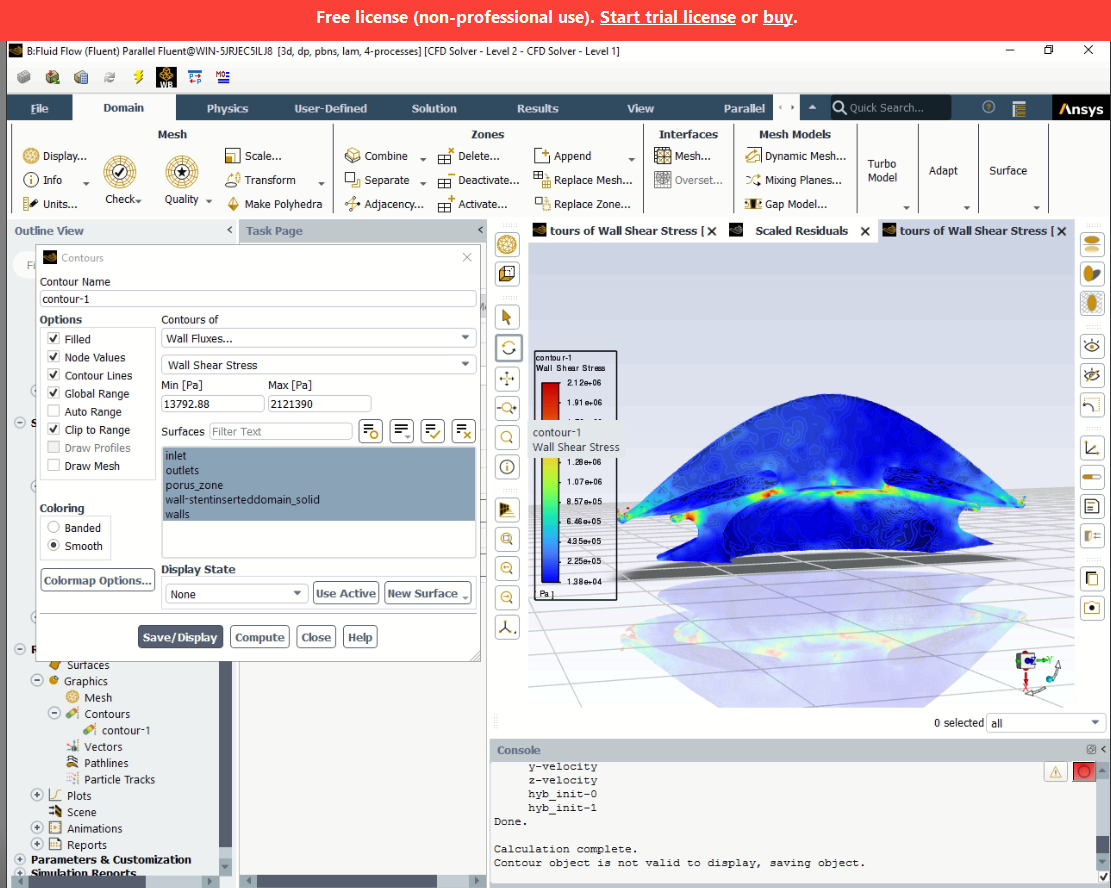 Free license (non-professional use). Start trial license or buy.
B:Fluid Flow (Fluent) Parallel Fluent@WIN-5JRJEC5ILJ8 [3d, dp, pbns, lam, 4-processes] [CFD Solver - Level 2 - CFD Solver - Level 1]
File Domain Physics User-Defined Solution Results View Parallel Quick Search... Ansys
Mesh Zones Interfaces Mesh Models
Display... Scale... Combine Delete... Append Mesh... Dynamic Mesh...
Info Transform Separate Deactivate... Replace Mesh... Overset... Mixing Planes... Turbo Model Adapt Surface
Units... Check Quality Make Polyhedra Adjacency... Activate... Replace Zone... Gap Model...
Outline View Task Page tours of Wall Shear Stress [ Scaled Residuals tours of Wall Shear Stress [
Contours
Contour Name
contour-1
Options Contours of
Filled Wall Fluxes...
Node Values
Contour Lines Wall Shear Stress
Global Range Min [Pa] Max [Pa]
Auto Range 13792.88 2121390
Clip to Range Surfaces Filter Text
Draw Profiles
Draw Mesh
inlet
outlets
porus_zone
wall-stentinserteddomain_solid
walls
Coloring
Banded
Smooth
Colormap Options...
Display State
None Use Active New Surface
Save/Display Compute Close Help
contour-1
Wall Shear Stress
2.12e+06
1.91e+06
contour-1
Wall Shear Stress
1.28e+06
1.07e+06
8.57e+05
6.46e+05
4.35e+05
2.25e+05
1.38e+04
[Pa]
0 selected all
Surfaces
Graphics
Mesh
Contours
contour-1
Vectors
Pathlines
Particle Tracks
Plots
Scene
Animations
Reports
Parameters & Customization
Simulation Reports
Console
y-velocity
z-velocity
hyb_init-0
hyb_init-1
Done.
Calculation complete.
Contour object is not valid to display, saving object.